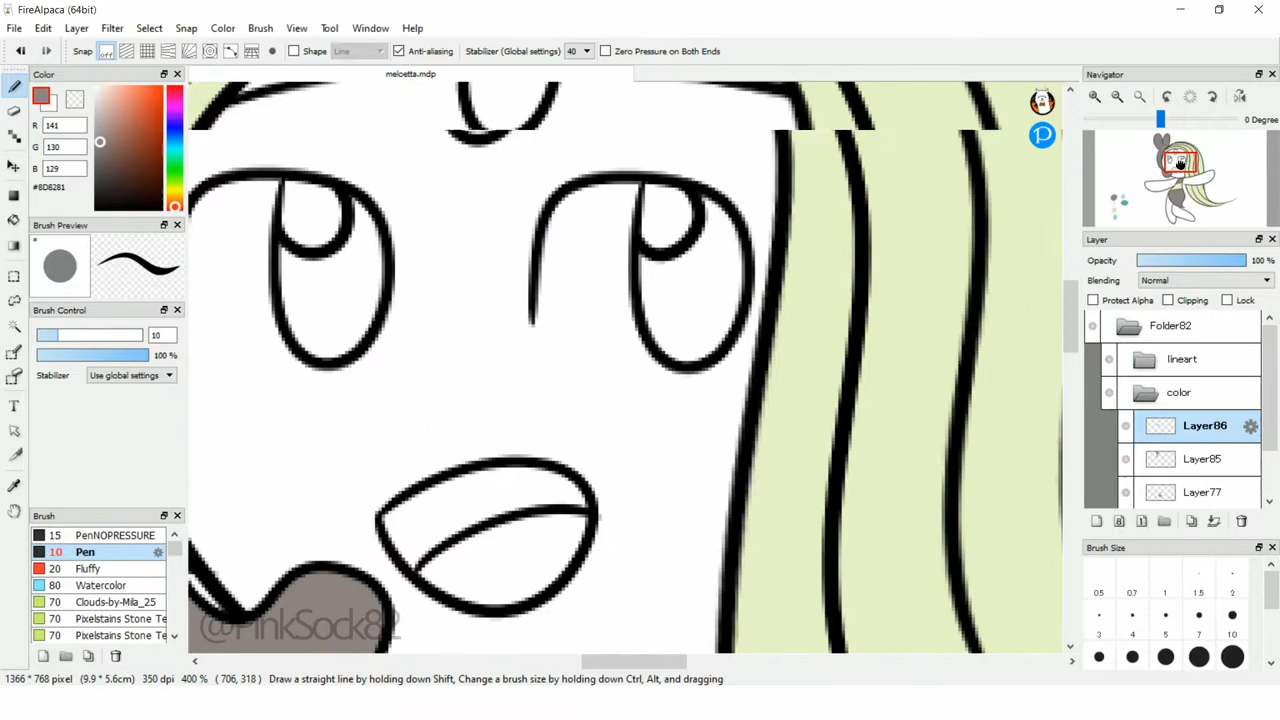 FireAlpaca (64bit)
File Edit Layer Filter Select Snap Color Brush View Tool Window Help
Snap off Shape Line Anti-aliasing Stabilizer (Global settings) 40 Zero Pressure on Both Ends
Color
R 141
G 130
B 129
#8D8281
Brush Preview
Brush Control
10
100 %
Stabilizer Use global settings
Brush
15 PenNOPRESSURE
10 Pen
20 Fluffy
80 Watercolor
70 Clouds-by-Mila_25
70 Pixelstains Stone Te
70 Pixelstains Stone Te
meloetta.mdp
@PinkSock82
Navigator
0 Degree
Layer
Opacity 100 %
Blending Normal
Protect Alpha Clipping Lock
Folder82
lineart
color
Layer86
Layer85
Layer77
Brush Size
0.5 0.7 1 1.5 2
3 4 5 7 10
1366 * 768 pixel (9.9 * 5.6cm) 350 dpi 400 % ( 706, 318 ) Draw a straight line by holding down Shift, Change a brush size by holding down Ctrl, Alt, and dragging